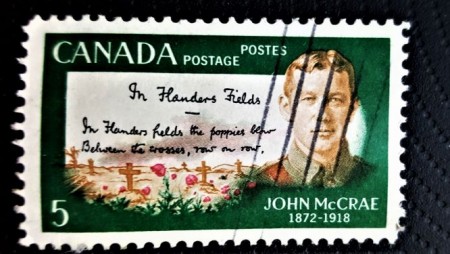 CANADA POSTES
POSTAGE
In Flanders Fields
In Flanders fields the poppies blow
Between the crosses, row on row,
5
JOHN McCRAE
1872-1918